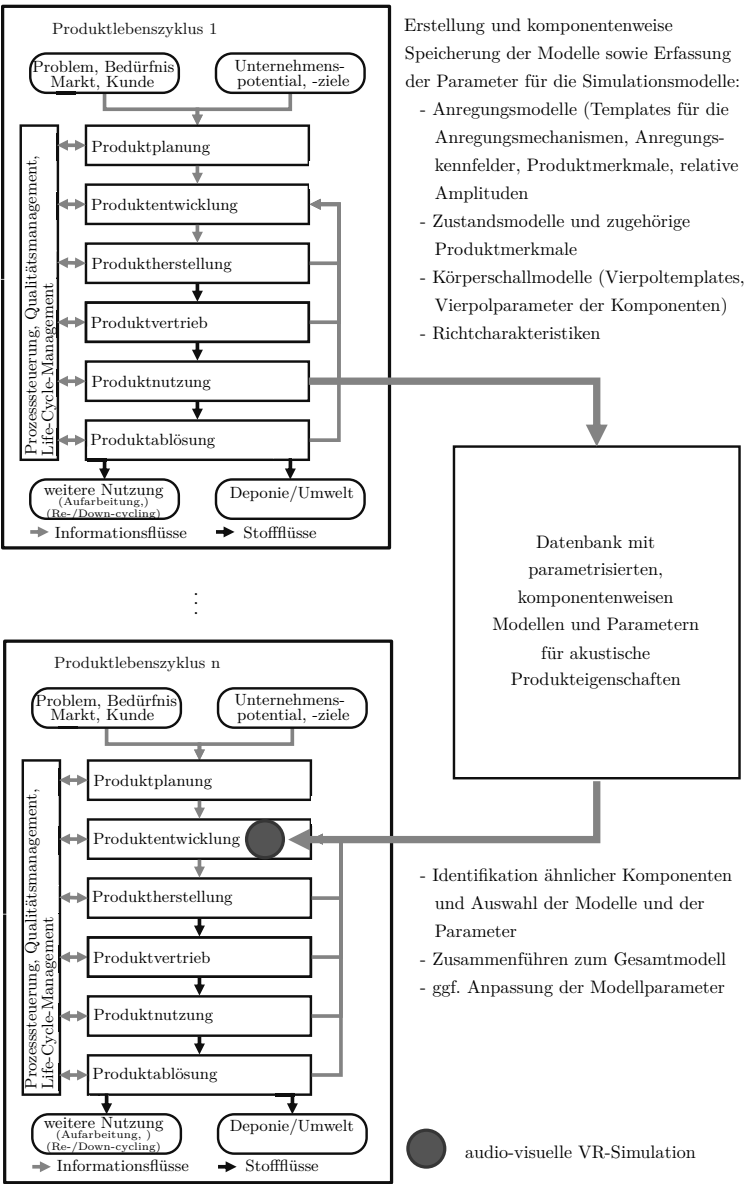 Produktlebenszyklus 1
Problem, Bedürfnis
Markt, Kunde
Unternehmens-
potential, -ziele
Prozesssteuerung, Qualitätsmanagement,
Life-Cycle-Management
Produktplanung
Produktentwicklung
Produktherstellung
Produktvertrieb
Produktnutzung
Produktablösung
weitere Nutzung
(Aufarbeitung,)
(Re-/Down-cycling)
Deponie/Umwelt
Informationsflüsse
Stoffflüsse
Erstellung und komponentenweise
Speicherung der Modelle sowie Erfassung
der Parameter für die Simulationsmodelle:
- Anregungsmodelle (Templates für die
Anregungsmechanismen, Anregungs-
kennfelder, Produktmerkmale, relative
Amplituden
- Zustandsmodelle und zugehörige
Produktmerkmale
- Körperschallmodelle (Vierpoltemplates,
Vierpolparameter der Komponenten)
- Richtcharakteristiken
Datenbank mit
parametrisierten,
komponentenweisen
Modellen und Parametern
für akustische
Produkteigenschaften
Produktlebenszyklus n
Problem, Bedürfnis
Markt, Kunde
Unternehmens-
potential, -ziele
Prozesssteuerung, Qualitätsmanagement,
Life-Cycle-Management
Produktplanung
Produktentwicklung
Produktherstellung
Produktvertrieb
Produktnutzung
Produktablösung
weitere Nutzung
(Aufarbeitung, )
(Re-/Down-cycling)
Deponie/Umwelt
Informationsflüsse
Stoffflüsse
- Identifikation ähnlicher Komponenten
und Auswahl der Modelle und der
Parameter
- Zusammenführen zum Gesamtmodell
- ggf. Anpassung der Modellparameter
audio-visuelle VR-Simulation